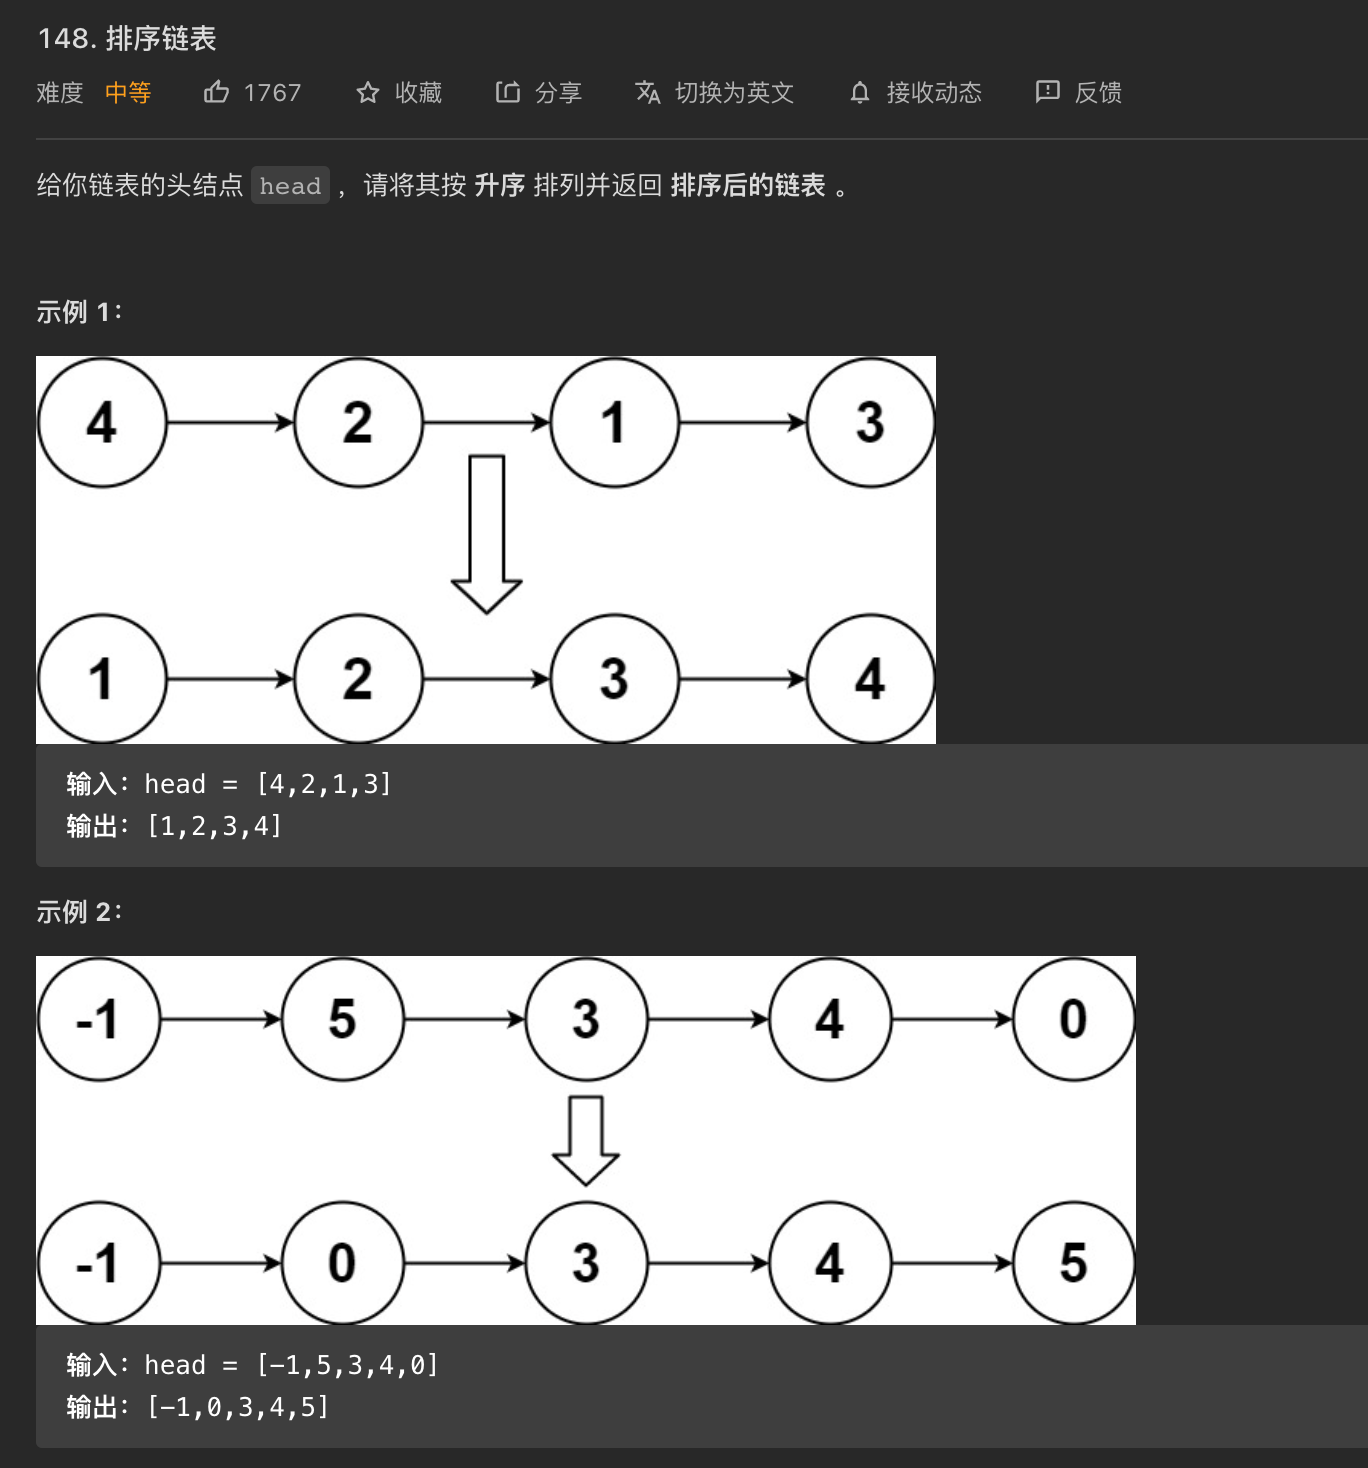 148. 排序链表
难度 中等 1767 收藏 分享 切换为英文 接收动态 反馈
给你链表的头结点 head ，请将其按 升序 排列并返回 排序后的链表 。
示例 1：
4 2 1 3
1 2 3 4
输入：head = [4,2,1,3]
输出：[1,2,3,4]
示例 2：
-1 5 3 4 0
-1 0 3 4 5
输入：head = [-1,5,3,4,0]
输出：[-1,0,3,4,5]